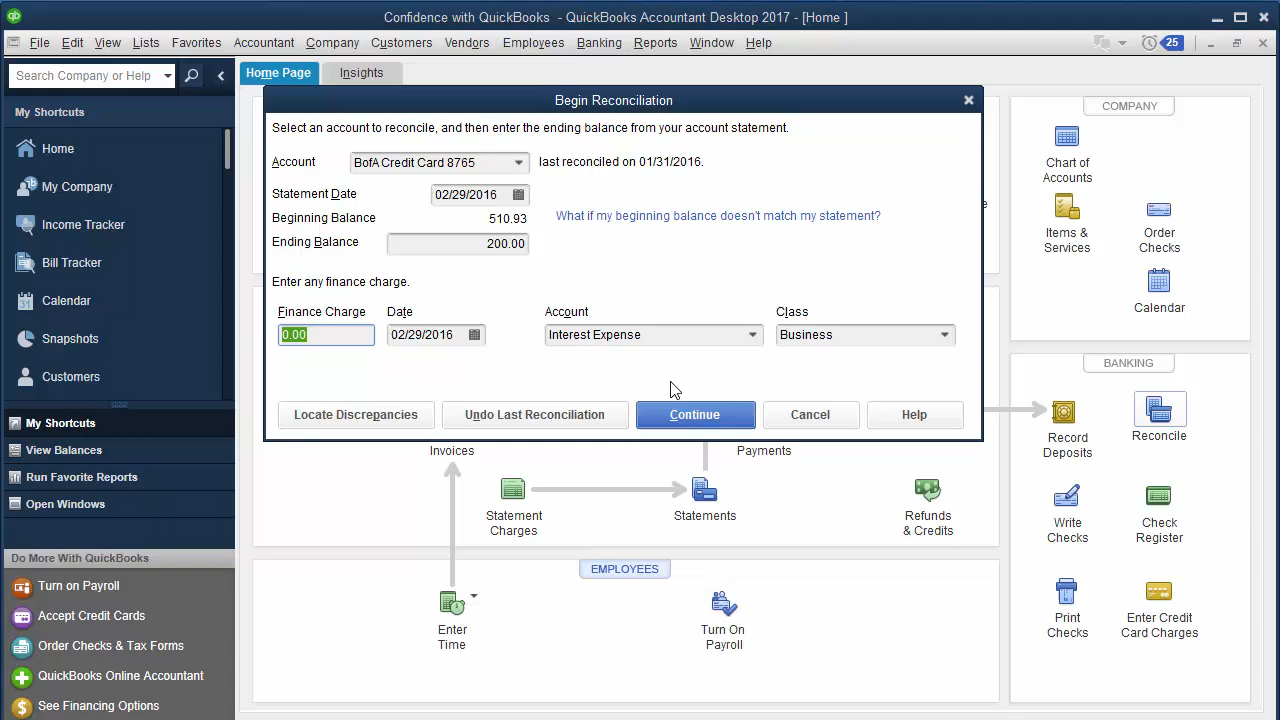 Confidence with QuickBooks - QuickBooks Accountant Desktop 2017 - [Home ]
File Edit View Lists Favorites Accountant Company Customers Vendors Employees Banking Reports Window Help
25
Search Company or Help
Home Page Insights
My Shortcuts
Home
My Company
Income Tracker
Bill Tracker
Calendar
Snapshots
Customers
My Shortcuts
View Balances
Run Favorite Reports
Open Windows
Do More With QuickBooks
Turn on Payroll
Accept Credit Cards
Order Checks & Tax Forms
QuickBooks Online Accountant
See Financing Options
Begin Reconciliation
Select an account to reconcile, and then enter the ending balance from your account statement.
Account BofA Credit Card 8765 last reconciled on 01/31/2016.
Statement Date 02/29/2016
Beginning Balance 510.93 What if my beginning balance doesn't match my statement?
Ending Balance 200.00
Enter any finance charge.
Finance Charge Date Account Class
0.00 02/29/2016 Interest Expense Business
Locate Discrepancies Undo Last Reconciliation Continue Cancel Help
Invoices Payments
Statement
Charges
Statements
Refunds
& Credits
EMPLOYEES
Enter
Time
Turn On
Payroll
COMPANY
Chart of
Accounts
Items &
Services
Order
Checks
Calendar
BANKING
Record
Deposits
Reconcile
Write
Checks
Check
Register
Print
Checks
Enter Credit
Card Charges